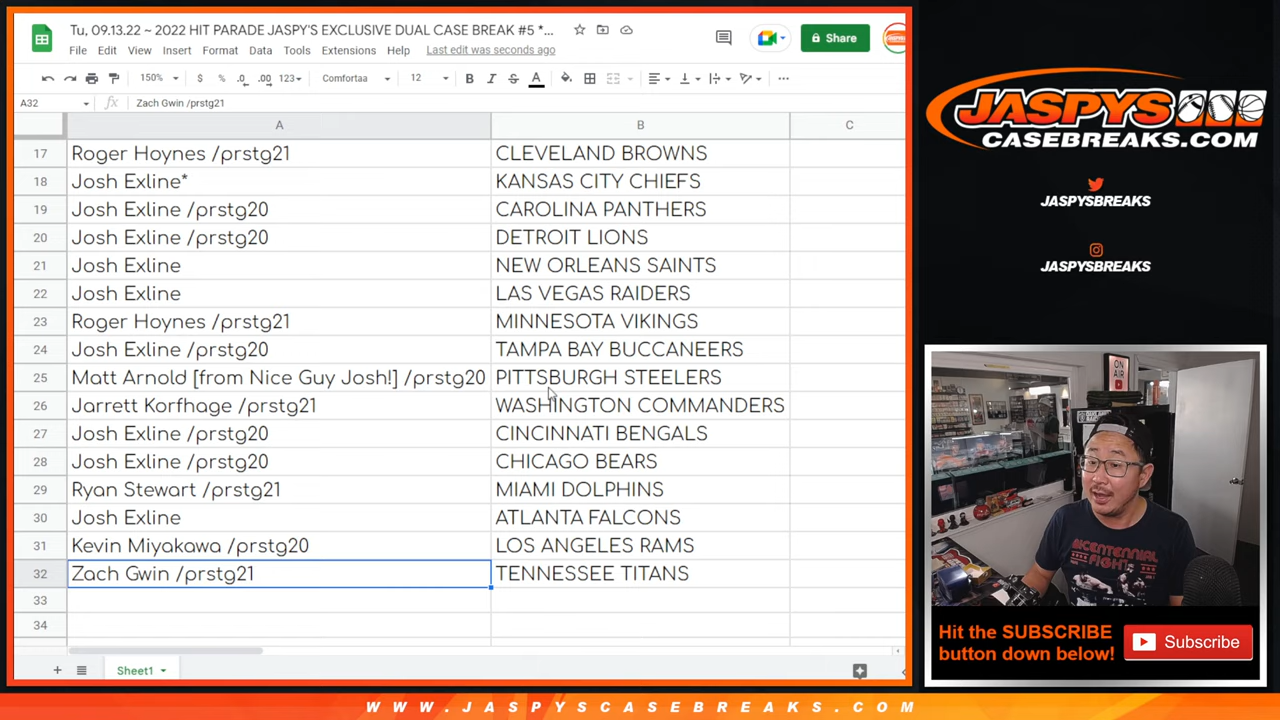 Tu, 09.13.22 ~ 2022 HIT PARADE JASPY'S EXCLUSIVE DUAL CASE BREAK #5 *...
Share
File Edit View Insert Format Data Tools Extensions Help Last edit was seconds ago
150% $ % .0 .00 123 Comfortaa 12 B I S A
A32 fx Zach Gwin /prstg21
A B C
17 Roger Hoynes /prstg21 CLEVELAND BROWNS
18 Josh Exline* KANSAS CITY CHIEFS
19 Josh Exline /prstg20 CAROLINA PANTHERS
20 Josh Exline /prstg20 DETROIT LIONS
21 Josh Exline NEW ORLEANS SAINTS
22 Josh Exline LAS VEGAS RAIDERS
23 Roger Hoynes /prstg21 MINNESOTA VIKINGS
24 Josh Exline /prstg20 TAMPA BAY BUCCANEERS
25 Matt Arnold [from Nice Guy Josh!] /prstg20 PITTSBURGH STEELERS
26 Jarrett Korfhage /prstg21 WASHINGTON COMMANDERS
27 Josh Exline /prstg20 CINCINNATI BENGALS
28 Josh Exline /prstg20 CHICAGO BEARS
29 Ryan Stewart /prstg21 MIAMI DOLPHINS
30 Josh Exline ATLANTA FALCONS
31 Kevin Miyakawa /prstg20 LOS ANGELES RAMS
32 Zach Gwin /prstg21 TENNESSEE TITANS
33
34
Sheet1
JASPYS
CASEBREAKS.COM
JASPYSBREAKS
JASPYSBREAKS
ON AIR
BICENTENNIAL
FIGHT
Hit the SUBSCRIBE
button down below!
Subscribe
WWW.JASPYSCASEBREAKS.COM